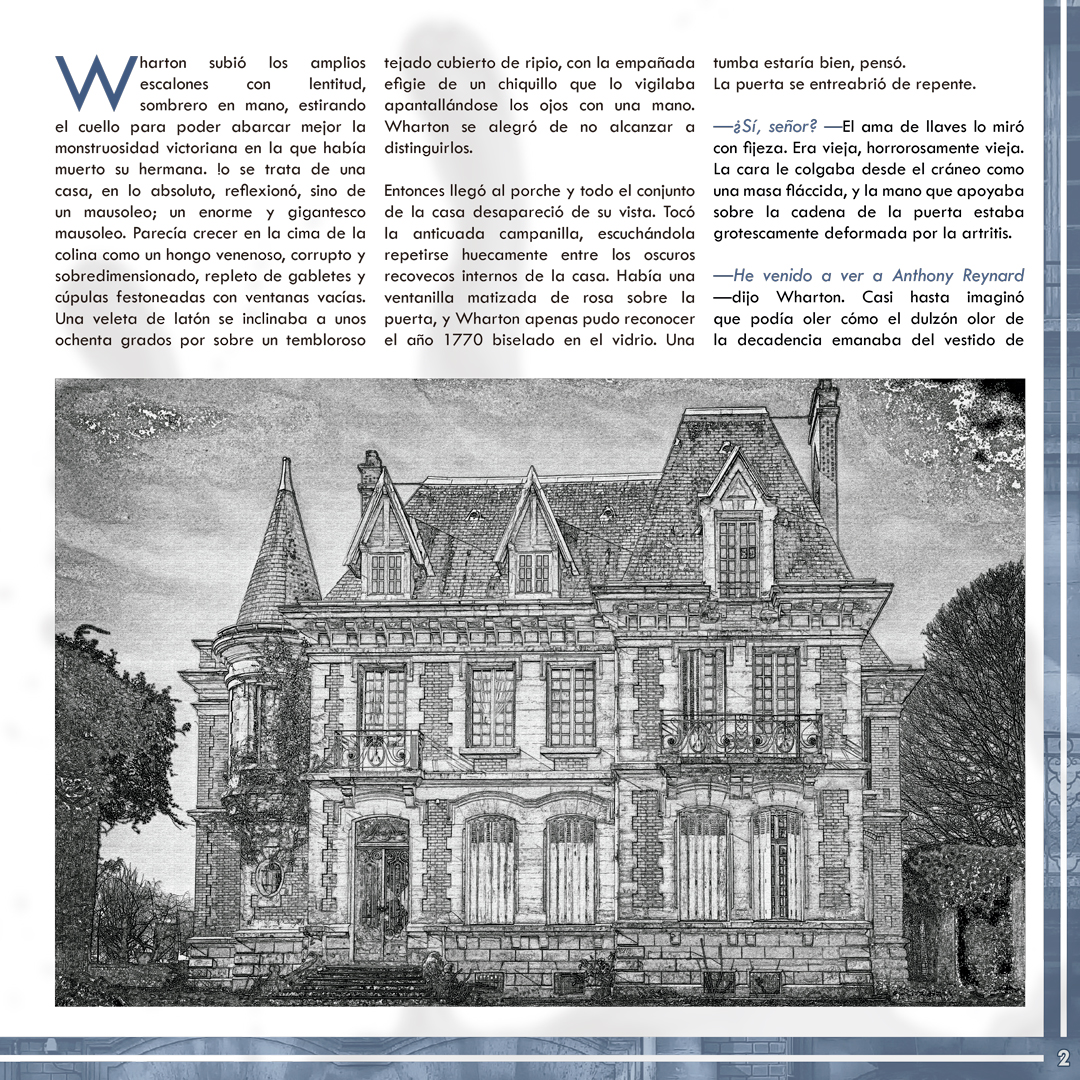 Wharton subió los amplios
escalones con lentitud,
sombrero en mano, estirando
el cuello para poder abarcar mejor la
monstruosidad victoriana en la que había
muerto su hermana. !o se trata de una
casa, en lo absoluto, reflexionó, sino de
un mausoleo; un enorme y gigantesco
mausoleo. Parecía crecer en la cima de la
colina como un hongo venenoso, corrupto y
sobredimensionado, repleto de gabletes y
cúpulas festoneadas con ventanas vacías.
Una veleta de latón se inclinaba a unos
ochenta grados por sobre un tembloroso
tejado cubierto de ripio, con la empañada
efigie de un chiquillo que lo vigilaba
apantallándose los ojos con una mano.
Wharton se alegró de no alcanzar a
distinguirlos.
Entonces llegó al porche y todo el conjunto
de la casa desapareció de su vista. Tocó
la anticuada campanilla, escuchándola
repetirse huecamente entre los oscuros
recovecos internos de la casa. Había una
ventanilla matizada de rosa sobre la
puerta, y Wharton apenas pudo reconocer
el año 1770 biselado en el vidrio. Una
tumba estaría bien, pensó.
La puerta se entreabrió de repente.
—¿Sí, señor? —El ama de llaves lo miró
con fijeza. Era vieja, horrorosamente vieja.
La cara le colgaba desde el cráneo como
una masa fláccida, y la mano que apoyaba
sobre la cadena de la puerta estaba
grotescamente deformada por la artritis.
—He venido a ver a Anthony Reynard
—dijo Wharton. Casi hasta imaginó
que podía oler cómo el dulzón olor de
la decadencia emanaba del vestido de
2